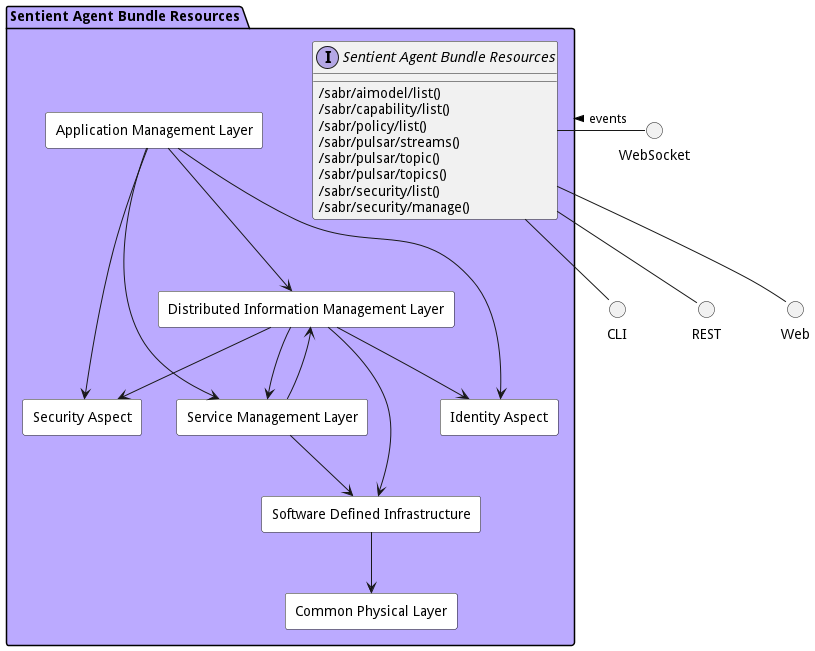 Sentient Agent Bundle Resources
I Sentient Agent Bundle Resources
/sabr/aimodel/list()
/sabr/capability/list()
/sabr/policy/list()
/sabr/pulsar/streams()
/sabr/pulsar/topic()
/sabr/pulsar/topics()
/sabr/security/list()
/sabr/security/manage()
events
Application Management Layer
WebSocket
Distributed Information Management Layer
CLI
REST
Web
Security Aspect
Service Management Layer
Identity Aspect
Software Defined Infrastructure
Common Physical Layer